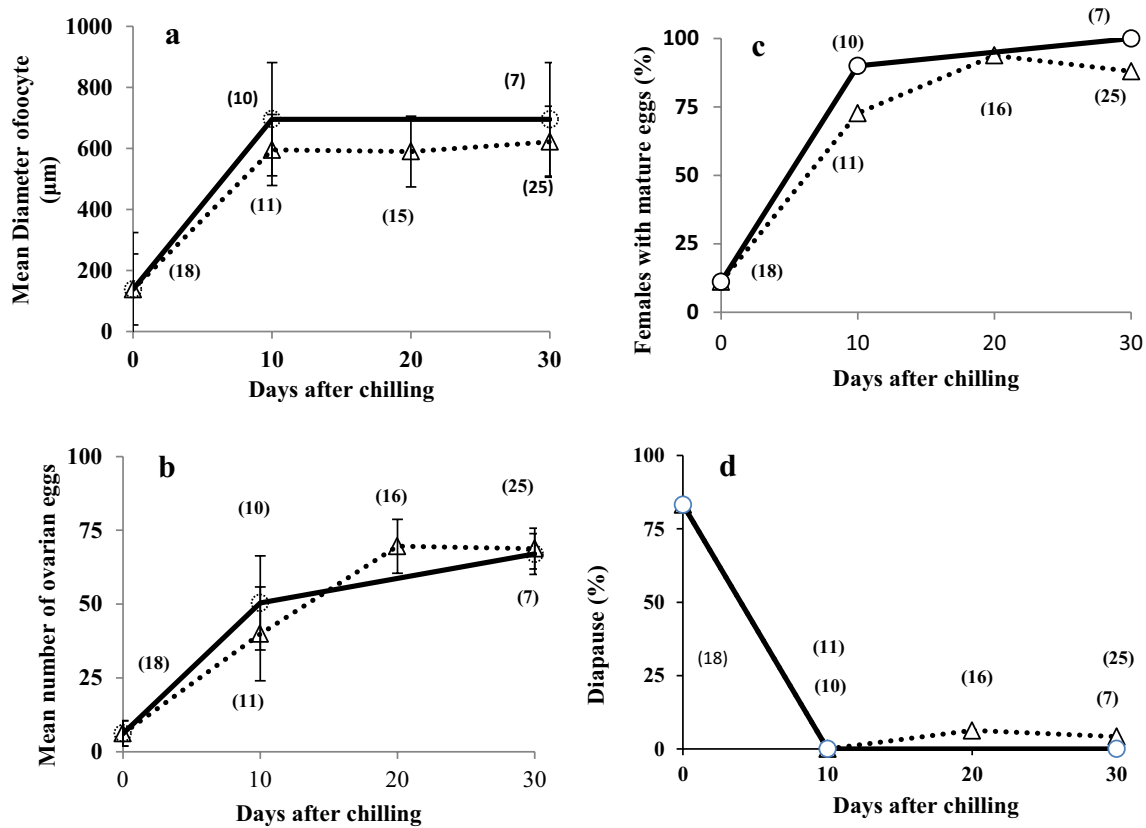 a
1000
800
600
400
200
0
Mean Diameter ofoocyte
(µm)
(18)
(10)
(11)
(15)
(7)
(25)
0 10 20 30
Days after chilling
c
100
75
50
25
0
Females with mature eggs (%)
(18)
(10)
(11)
(16)
(7)
(25)
0 10 20 30
Days after chilling
b
100
75
50
25
0
Mean number of ovarian eggs
(18)
(10)
(11)
(16)
(25)
(7)
0 10 20 30
Days after chilling
d
100
75
50
25
0
Diapause (%)
(18)
(11)
(10)
(16)
(25)
(7)
0 10 20 30
Days after chilling